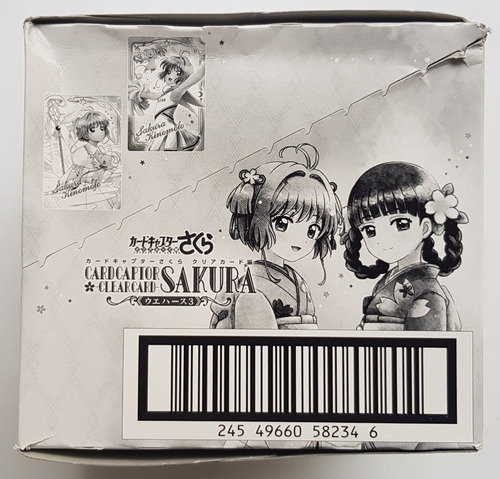 Sakura
Kinomoto
Sakura
Kinomoto
カードキャプターさくら
カードキャプターさくら クリアカード編
CARDCAPTOR
CLEARCARD SAKURA
ウエハース3
245 49660 58234 6